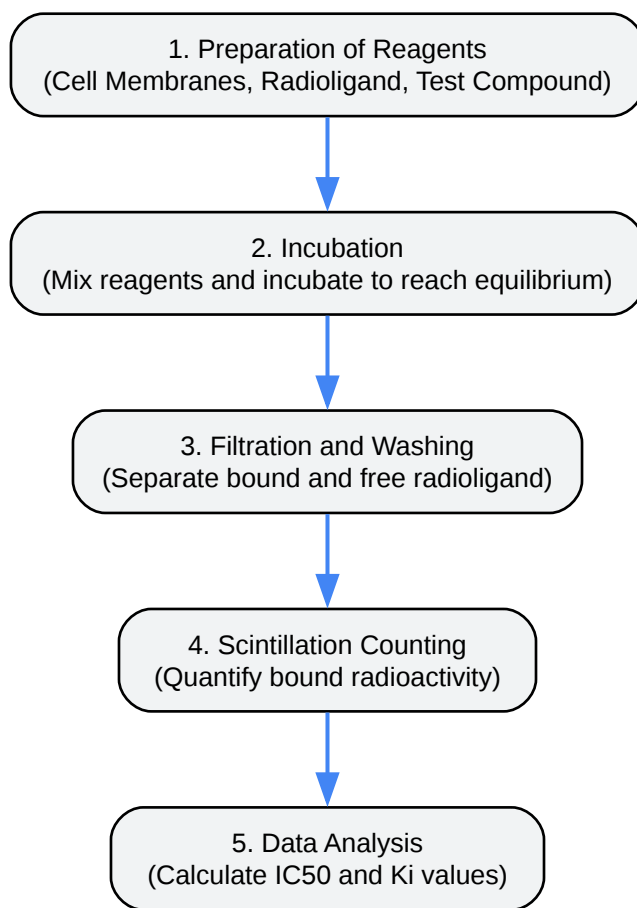 1. Preparation of Reagents
(Cell Membranes, Radioligand, Test Compound)
2. Incubation
(Mix reagents and incubate to reach equilibrium)
3. Filtration and Washing
(Separate bound and free radioligand)
4. Scintillation Counting
(Quantify bound radioactivity)
5. Data Analysis
(Calculate IC50 and Ki values)